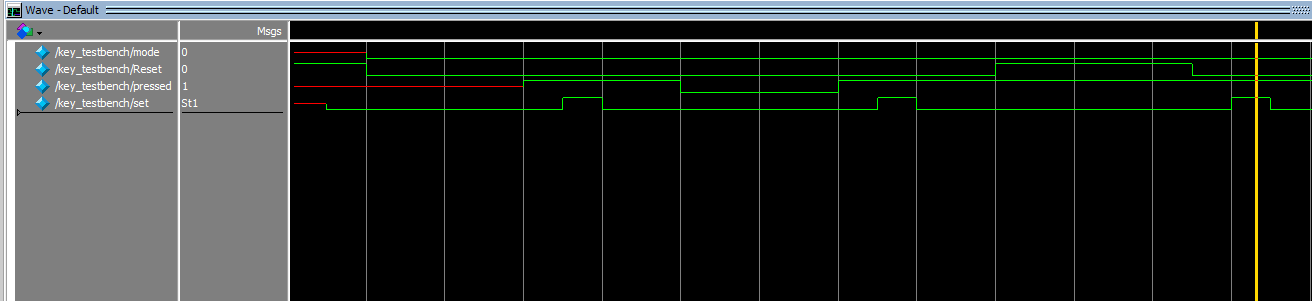 Wave - Default
Msgs
/key_testbench/mode 0
/key_testbench/Reset 0
/key_testbench/pressed 1
/key_testbench/set St1